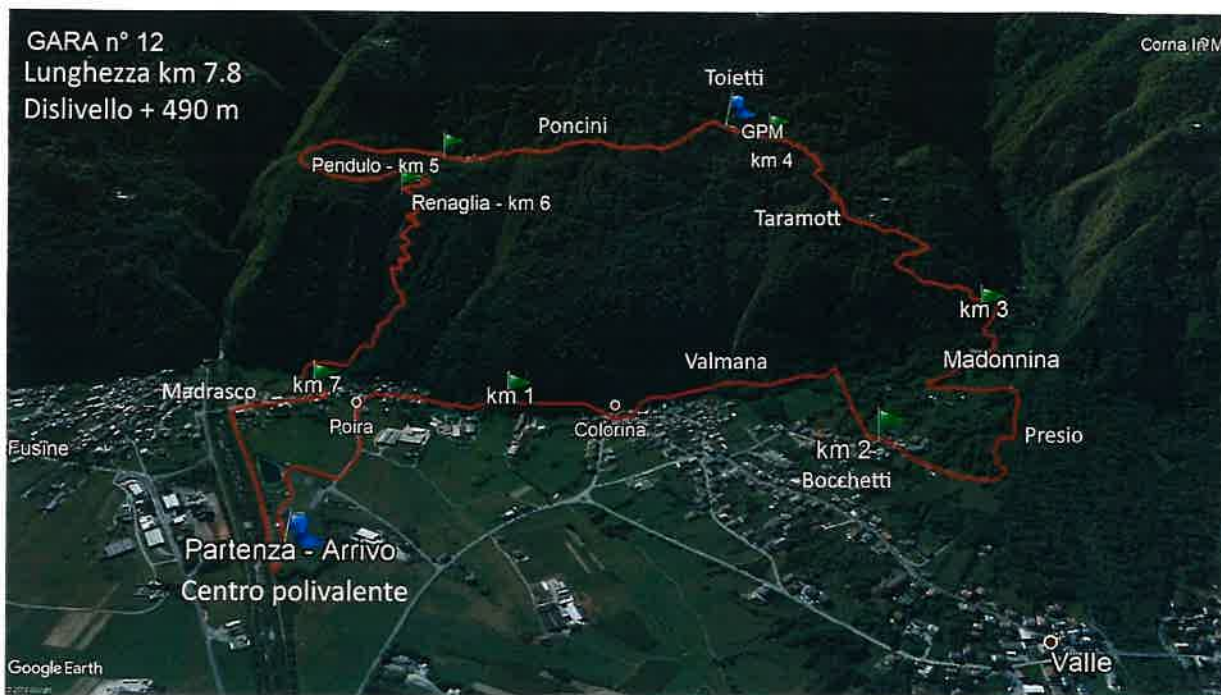 GARA n° 12
Lunghezza km 7.8
Dislivello + 490 m
Corna In M
Toietti
GPM
km 4
Poncini
Pendulo - km 5
Renaglia - km 6
Taramott
km 3
Valmana
Madonnina
Madrasco
km 7
km 1
Poira
Colorina
Presio
km 2
Bocchetti
Fusine
Partenza - Arrivo
Centro polivalente
Valle
Google Earth